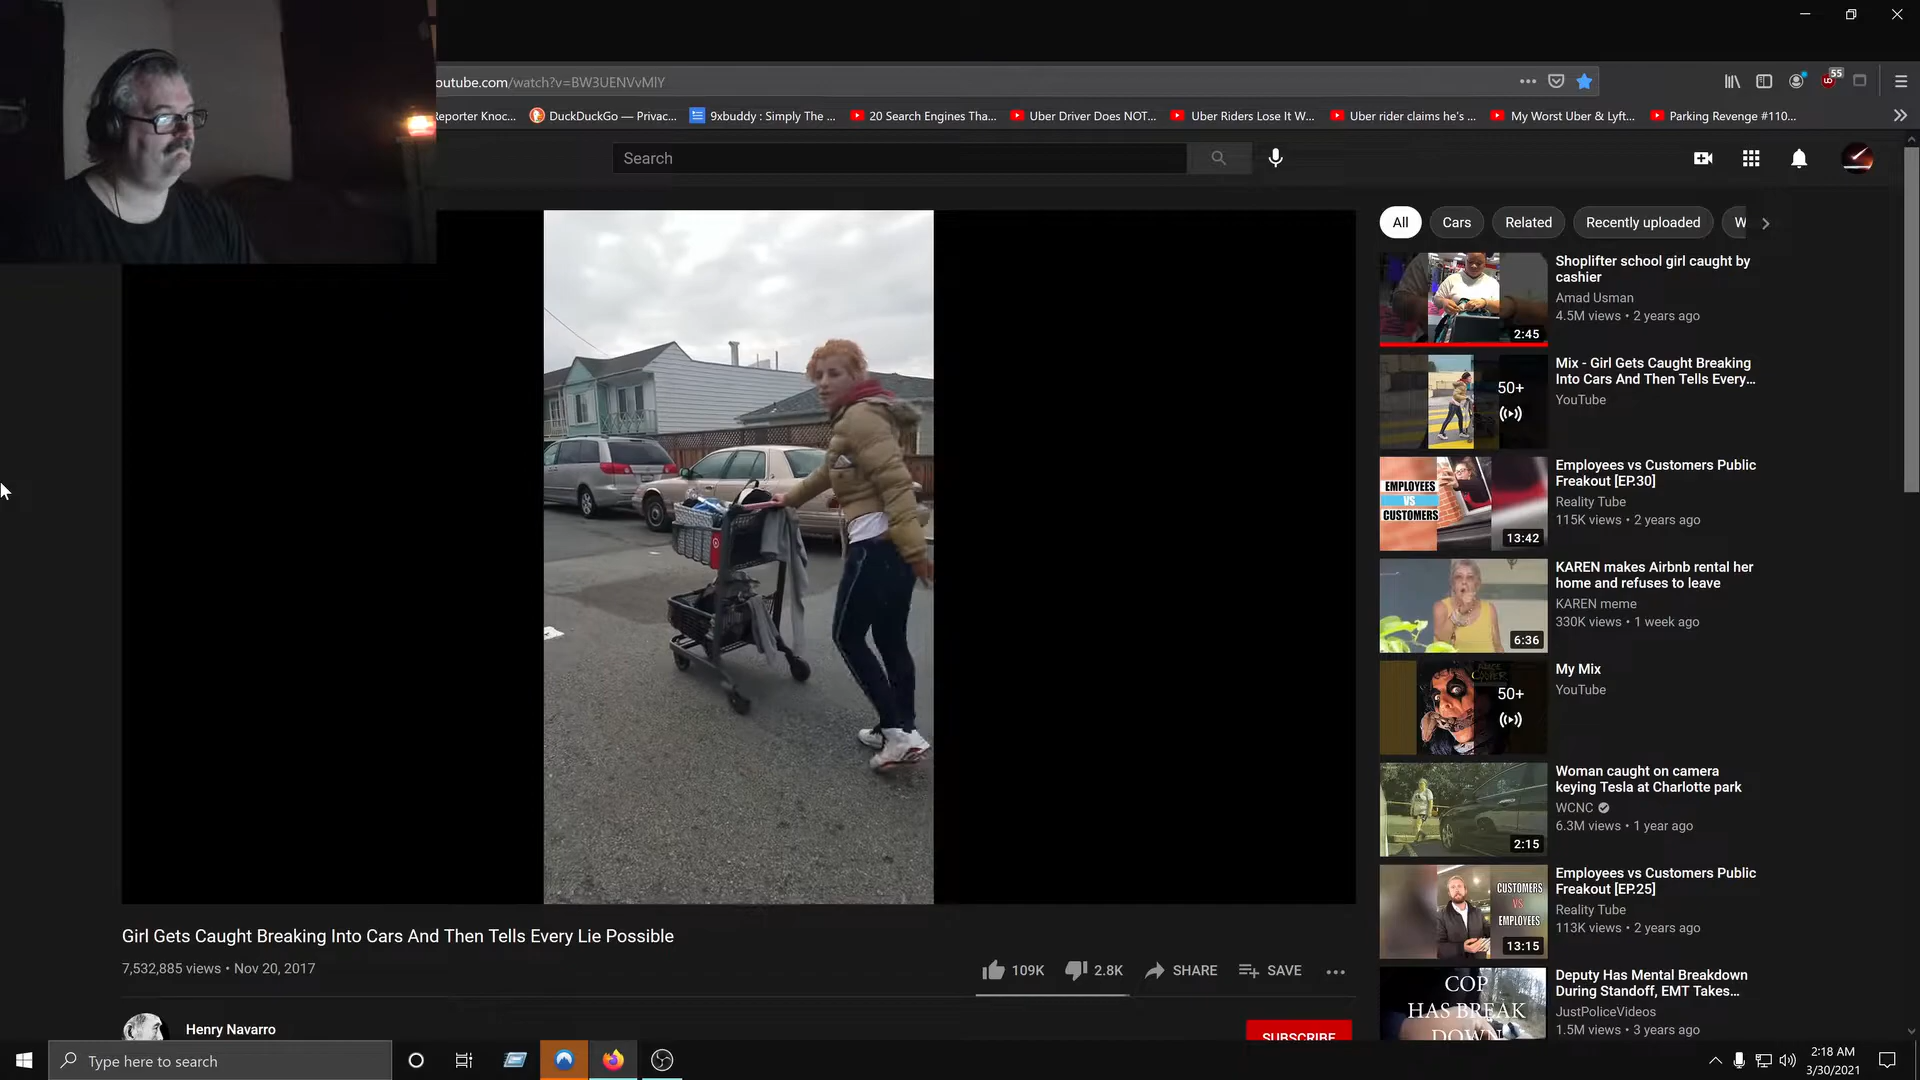 outube.com/watch?v=BW3UENVvMlY
eporter Knoc...
DuckDuckGo — Privac...
9xbuddy : Simply The ...
20 Search Engines Tha...
Uber Driver Does NOT...
Uber Riders Lose It W...
Uber rider claims he's ...
My Worst Uber & Lyft...
Parking Revenge #110...
55
Search
All
Cars
Related
Recently uploaded
W
Shoplifter school girl caught by
cashier
Amad Usman
4.5M views • 2 years ago
2:45
Mix - Girl Gets Caught Breaking
Into Cars And Then Tells Every...
YouTube
50+
Employees vs Customers Public
Freakout [EP.30]
Reality Tube
115K views • 2 years ago
EMPLOYEES
VS
CUSTOMERS
13:42
KAREN makes Airbnb rental her
home and refuses to leave
KAREN meme
330K views • 1 week ago
6:36
My Mix
YouTube
50+
Woman caught on camera
keying Tesla at Charlotte park
WCNC
6.3M views • 1 year ago
2:15
Employees vs Customers Public
Freakout [EP.25]
Reality Tube
113K views • 2 years ago
CUSTOMERS
VS
EMPLOYEES
13:15
Deputy Has Mental Breakdown
During Standoff, EMT Takes...
JustPoliceVideos
1.5M views • 3 years ago
COP
HAS BREAK
DOWN
Girl Gets Caught Breaking Into Cars And Then Tells Every Lie Possible
7,532,885 views • Nov 20, 2017
109K
2.8K
SHARE
SAVE
Henry Navarro
SUBSCRIBE
Type here to search
2:18 AM
3/30/2021